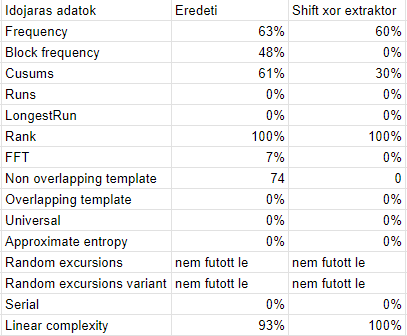 Idojaras adatok Eredeti Shift xor extraktor
Frequency 63% 60%
Block frequency 48% 0%
Cusums 61% 30%
Runs 0% 0%
LongestRun 0% 0%
Rank 100% 100%
FFT 7% 0%
Non overlapping template 74 0
Overlapping template 0% 0%
Universal 0% 0%
Approximate entropy 0% 0%
Random excursions nem futott le nem futott le
Random excursions variant nem futott le nem futott le
Serial 0% 0%
Linear complexity 93% 100%